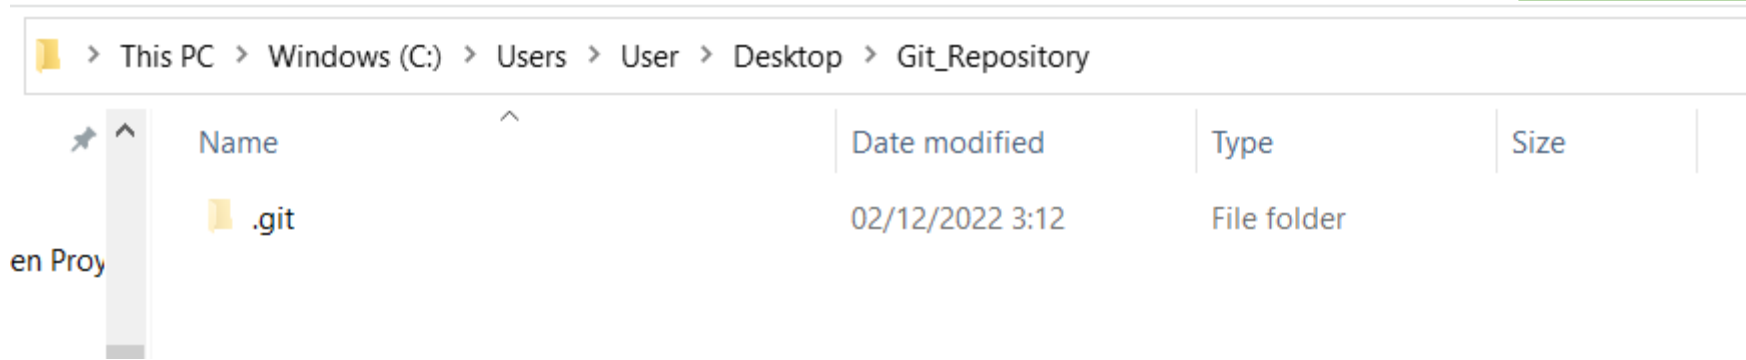 This PC > Windows (C:) > Users > User > Desktop > Git_Repository
Name Date modified Type Size
.git 02/12/2022 3:12 File folder
en Proy